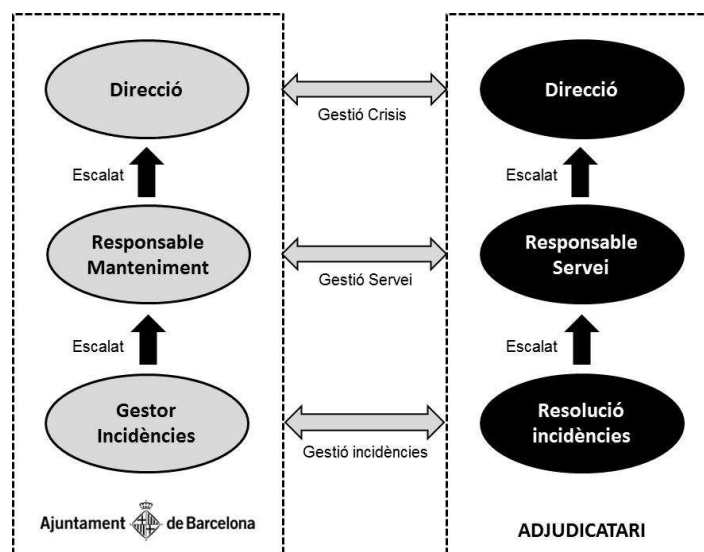 Direcció
Gestió Crisis
Direcció
Escalat
Escalat
Responsable
Manteniment
Gestió Servei
Responsable
Servei
Escalat
Escalat
Gestor
Incidències
Gestió incidències
Resolució
incidències
Ajuntament de Barcelona
ADJUDICATARI